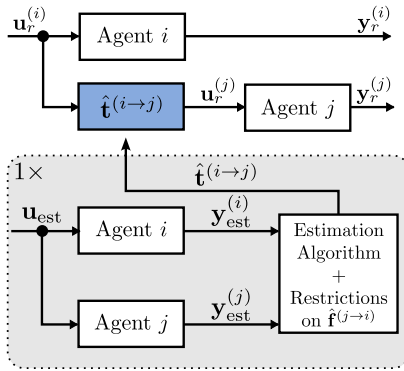 u_r^{(i)}
Agent i
y_r^{(i)}
t̂^{(i→j)}
u_r^{(j)}
Agent j
y_r^{(j)}
1×
t̂^{(i→j)}
u_est
Agent i
y_est^{(i)}
Agent j
y_est^{(j)}
Estimation
Algorithm
+
Restrictions
on f̂^{(j→i)}